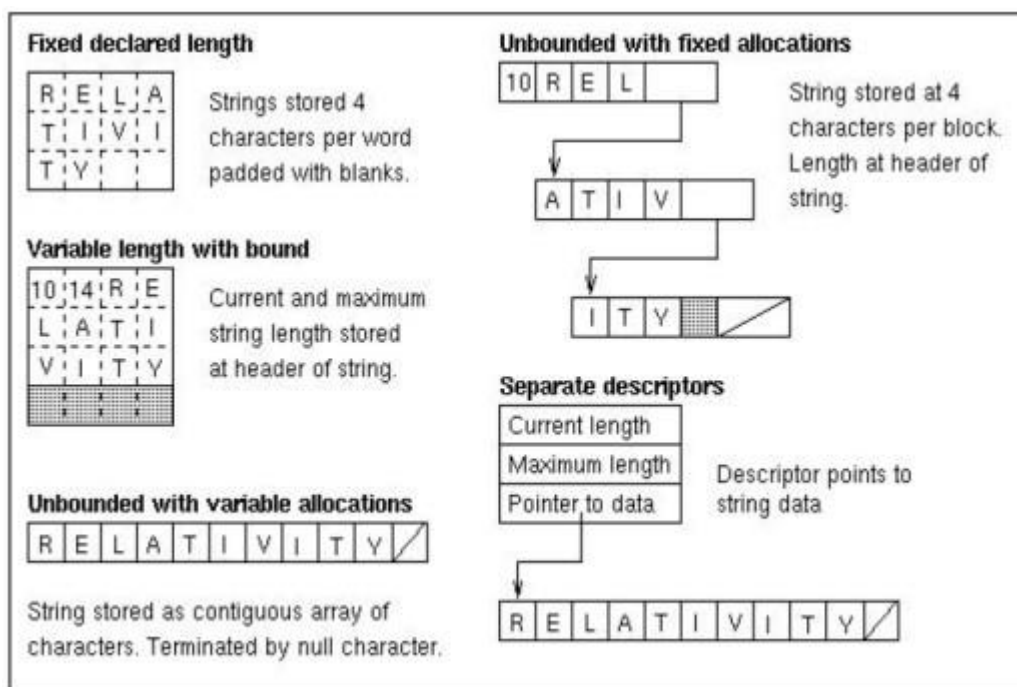 Fixed declared length
R E L A
T I V I
T Y
Strings stored 4
characters per word
padded with blanks.
Variable length with bound
10 14 R E
L A T I
V I T Y
Current and maximum
string length stored
at header of string.
Unbounded with variable allocations
R E L A T I V I T Y
String stored as contiguous array of
characters. Terminated by null character.
Unbounded with fixed allocations
10 R E L
A T I V
I T Y
String stored at 4
characters per block.
Length at header of
string.
Separate descriptors
Current length
Maximum length
Pointer to data
Descriptor points to
string data
R E L A T I V I T Y